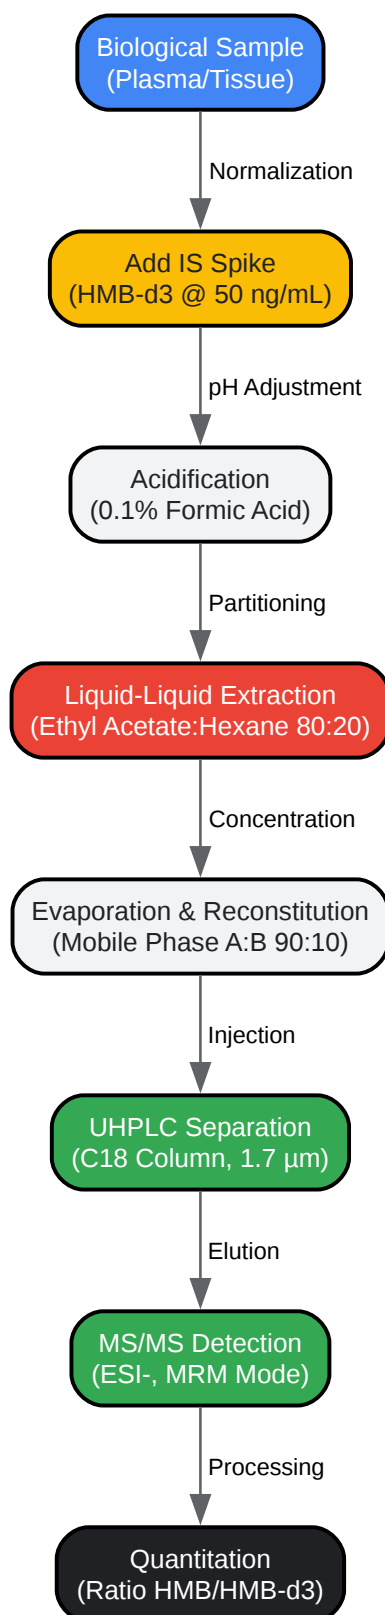 Biological Sample
(Plasma/Tissue)
Normalization
Add IS Spike
(HMB-d3 @ 50 ng/mL)
pH Adjustment
Acidification
(0.1% Formic Acid)
Partitioning
Liquid-Liquid Extraction
(Ethyl Acetate:Hexane 80:20)
Concentration
Evaporation & Reconstitution
(Mobile Phase A:B 90:10)
Injection
UHPLC Separation
(C18 Column, 1.7 µm)
Elution
MS/MS Detection
(ESI-, MRM Mode)
Processing
Quantitation
(Ratio HMB/HMB-d3)